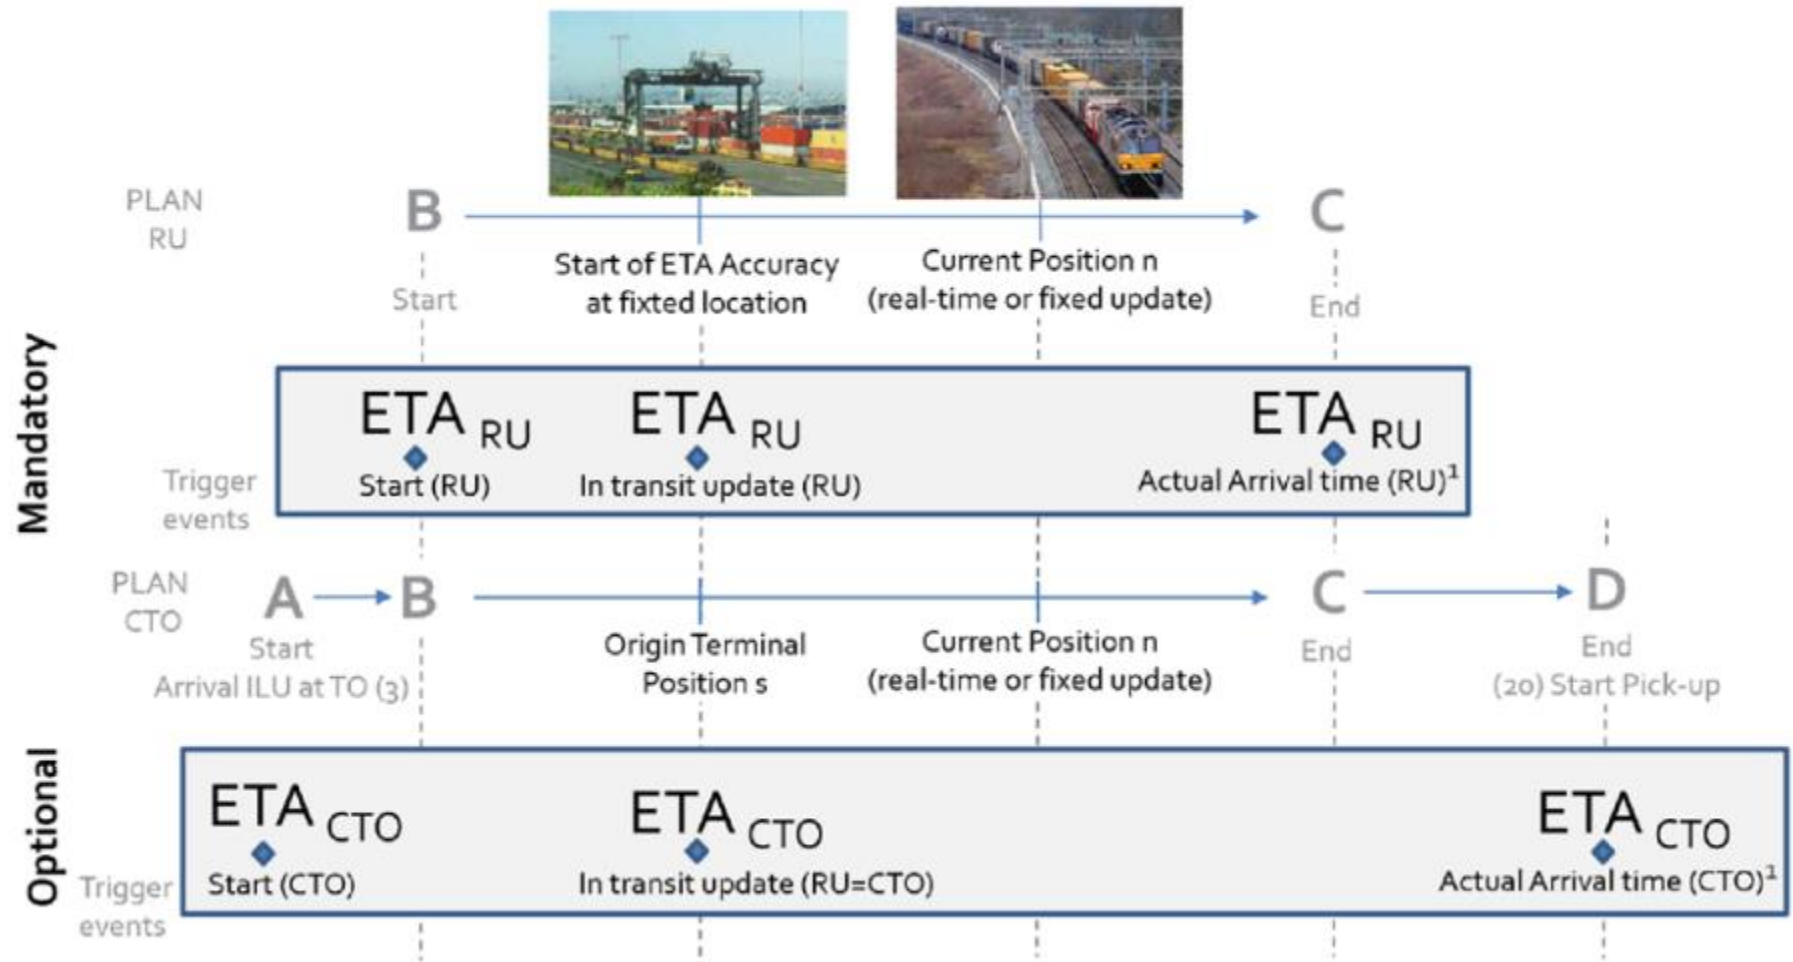 PLAN
RU
B
C
Start of ETA Accuracy
at fixted location
Current Position n
(real-time or fixed update)
Start
End
Mandatory
ETA RU
ETA RU
ETA RU
Start (RU)
In transit update (RU)
Actual Arrival time (RU)¹
Trigger
events
PLAN
CTO
A
B
C
D
Start
Arrival ILU at TO (3)
Origin Terminal
Position s
Current Position n
(real-time or fixed update)
End
End
(20) Start Pick-up
Optional
ETA CTO
ETA CTO
ETA CTO
Start (CTO)
In transit update (RU=CTO)
Actual Arrival time (CTO)¹
Trigger
events